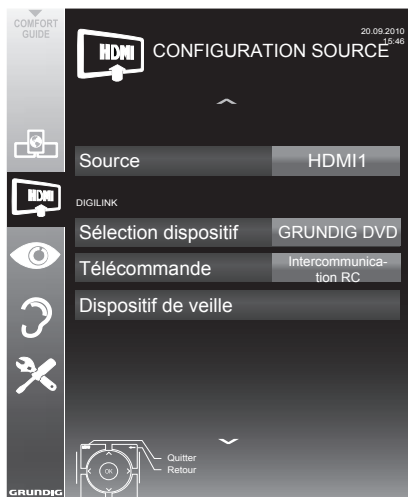 COMFORT
GUIDE
20.09.2010
15:46
HDMI
CONFIGURATION SOURCE
Source
HDMI1
HDMI
DIGILINK
Sélection dispositif
GRUNDIG DVD
Télécommande
Intercommunica-
tion RC
Dispositif de veille
OK
Quitter
Retour
GRUNDIG